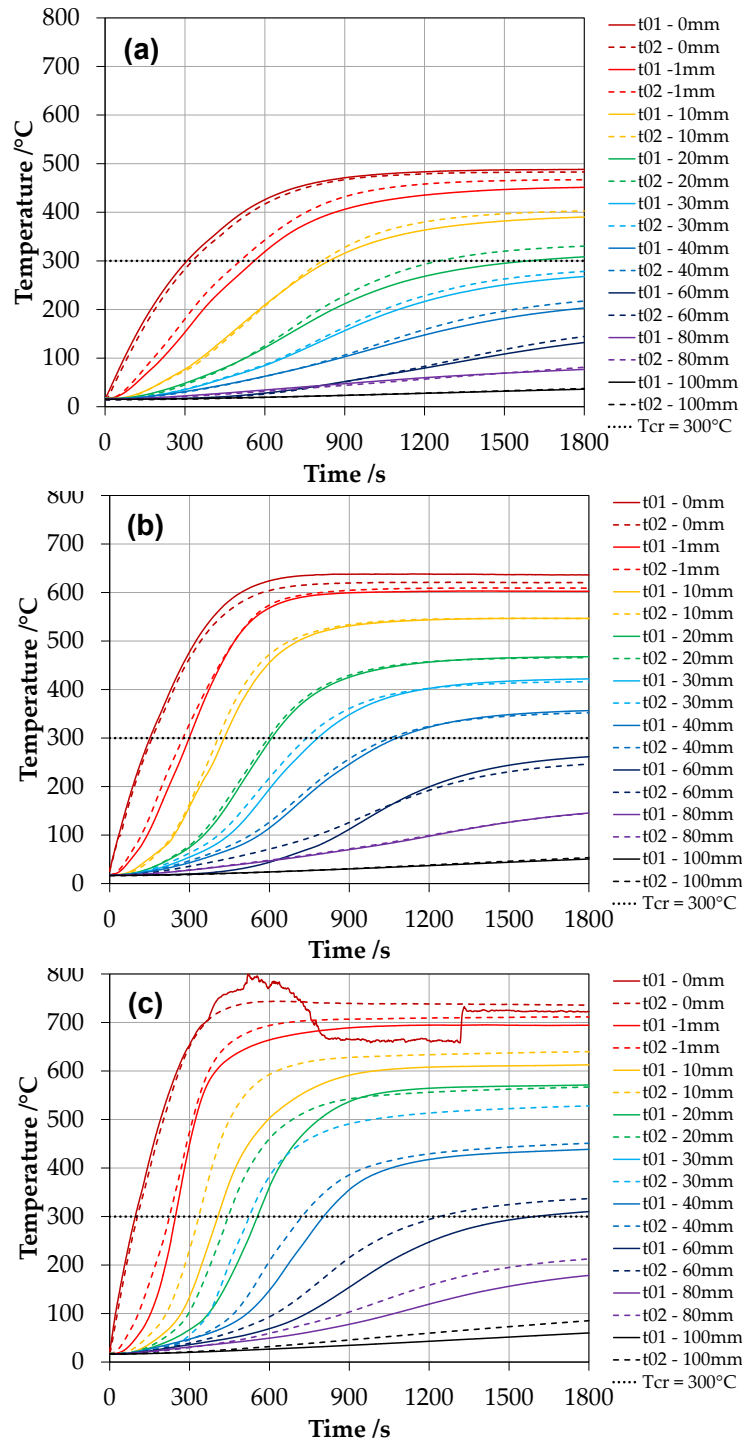 (a)
800
700
600
500
400
300
200
100
0
Temperature /°C
0 300 600 900 1200 1500 1800
Time /s
t01 - 0mm
t02 - 0mm
t01 -1mm
t02 -1mm
t01 - 10mm
t02 - 10mm
t01 - 20mm
t02 - 20mm
t01 - 30mm
t02 - 30mm
t01 - 40mm
t02 - 40mm
t01 - 60mm
t02 - 60mm
t01 - 80mm
t02 - 80mm
t01 - 100mm
t02 - 100mm
Tcr = 300°C
(b)
800
700
600
500
400
300
200
100
0
Temperature /°C
0 300 600 900 1200 1500 1800
Time /s
t01 - 0mm
t02 - 0mm
t01 -1mm
t02 -1mm
t01 - 10mm
t02 - 10mm
t01 - 20mm
t02 - 20mm
t01 - 30mm
t02 - 30mm
t01 - 40mm
t02 - 40mm
t01 - 60mm
t02 - 60mm
t01 - 80mm
t02 - 80mm
t01 - 100mm
t02 - 100mm
Tcr = 300°C
(c)
800
700
600
500
400
300
200
100
0
Temperature /°C
0 300 600 900 1200 1500 1800
Time /s
t01 - 0mm
t02 - 0mm
t01 -1mm
t02 -1mm
t01 - 10mm
t02 - 10mm
t01 - 20mm
t02 - 20mm
t01 - 30mm
t02 - 30mm
t01 - 40mm
t02 - 40mm
t01 - 60mm
t02 - 60mm
t01 - 80mm
t02 - 80mm
t01 - 100mm
t02 - 100mm
Tcr = 300°C